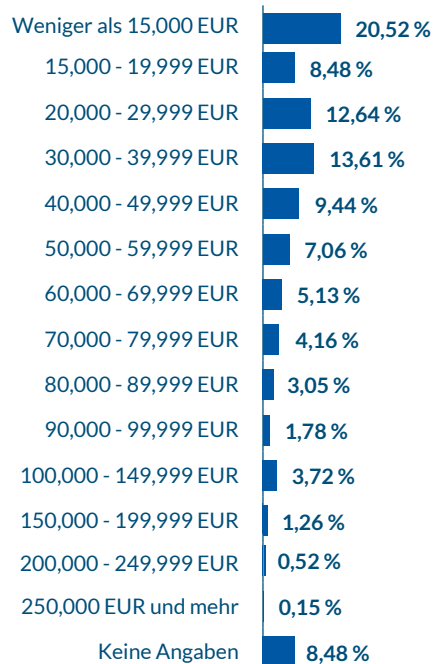 Weniger als 15,000 EUR 20,52 %
15,000 - 19,999 EUR 8,48 %
20,000 - 29,999 EUR 12,64 %
30,000 - 39,999 EUR 13,61 %
40,000 - 49,999 EUR 9,44 %
50,000 - 59,999 EUR 7,06 %
60,000 - 69,999 EUR 5,13 %
70,000 - 79,999 EUR 4,16 %
80,000 - 89,999 EUR 3,05 %
90,000 - 99,999 EUR 1,78 %
100,000 - 149,999 EUR 3,72 %
150,000 - 199,999 EUR 1,26 %
200,000 - 249,999 EUR 0,52 %
250,000 EUR und mehr 0,15 %
Keine Angaben 8,48 %